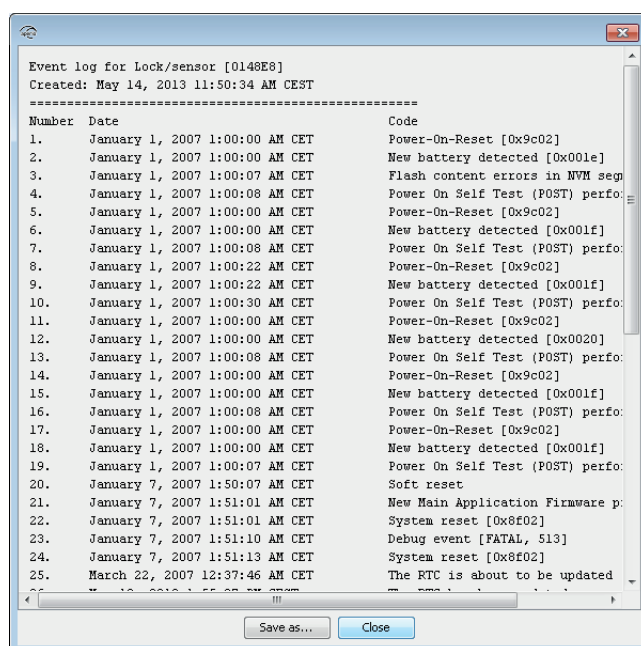 Event log for Lock/sensor [0148E8]
Created: May 14, 2013 11:50:34 AM CEST
====================================================
Number Date Code
1. January 1, 2007 1:00:00 AM CET Power-On-Reset [0x9c02]
2. January 1, 2007 1:00:00 AM CET New battery detected [0x001e]
3. January 1, 2007 1:00:07 AM CET Flash content errors in NVM seg
4. January 1, 2007 1:00:08 AM CET Power On Self Test (POST) perfo
5. January 1, 2007 1:00:00 AM CET Power-On-Reset [0x9c02]
6. January 1, 2007 1:00:00 AM CET New battery detected [0x001f]
7. January 1, 2007 1:00:08 AM CET Power On Self Test (POST) perfo
8. January 1, 2007 1:00:22 AM CET Power-On-Reset [0x9c02]
9. January 1, 2007 1:00:22 AM CET New battery detected [0x001f]
10. January 1, 2007 1:00:30 AM CET Power On Self Test (POST) perfo
11. January 1, 2007 1:00:00 AM CET Power-On-Reset [0x9c02]
12. January 1, 2007 1:00:00 AM CET New battery detected [0x0020]
13. January 1, 2007 1:00:08 AM CET Power On Self Test (POST) perfo
14. January 1, 2007 1:00:00 AM CET Power-On-Reset [0x9c02]
15. January 1, 2007 1:00:00 AM CET New battery detected [0x001f]
16. January 1, 2007 1:00:08 AM CET Power On Self Test (POST) perfo
17. January 1, 2007 1:00:00 AM CET Power-On-Reset [0x9c02]
18. January 1, 2007 1:00:00 AM CET New battery detected [0x001f]
19. January 1, 2007 1:00:07 AM CET Power On Self Test (POST) perfo
20. January 7, 2007 1:50:07 AM CET Soft reset
21. January 7, 2007 1:51:01 AM CET New Main Application Firmware p
22. January 7, 2007 1:51:01 AM CET System reset [0x8f02]
23. January 7, 2007 1:51:10 AM CET Debug event [FATAL, 513]
24. January 7, 2007 1:51:13 AM CET System reset [0x8f02]
25. March 22, 2007 12:37:46 AM CET The RTC is about to be updated
Save as... Close